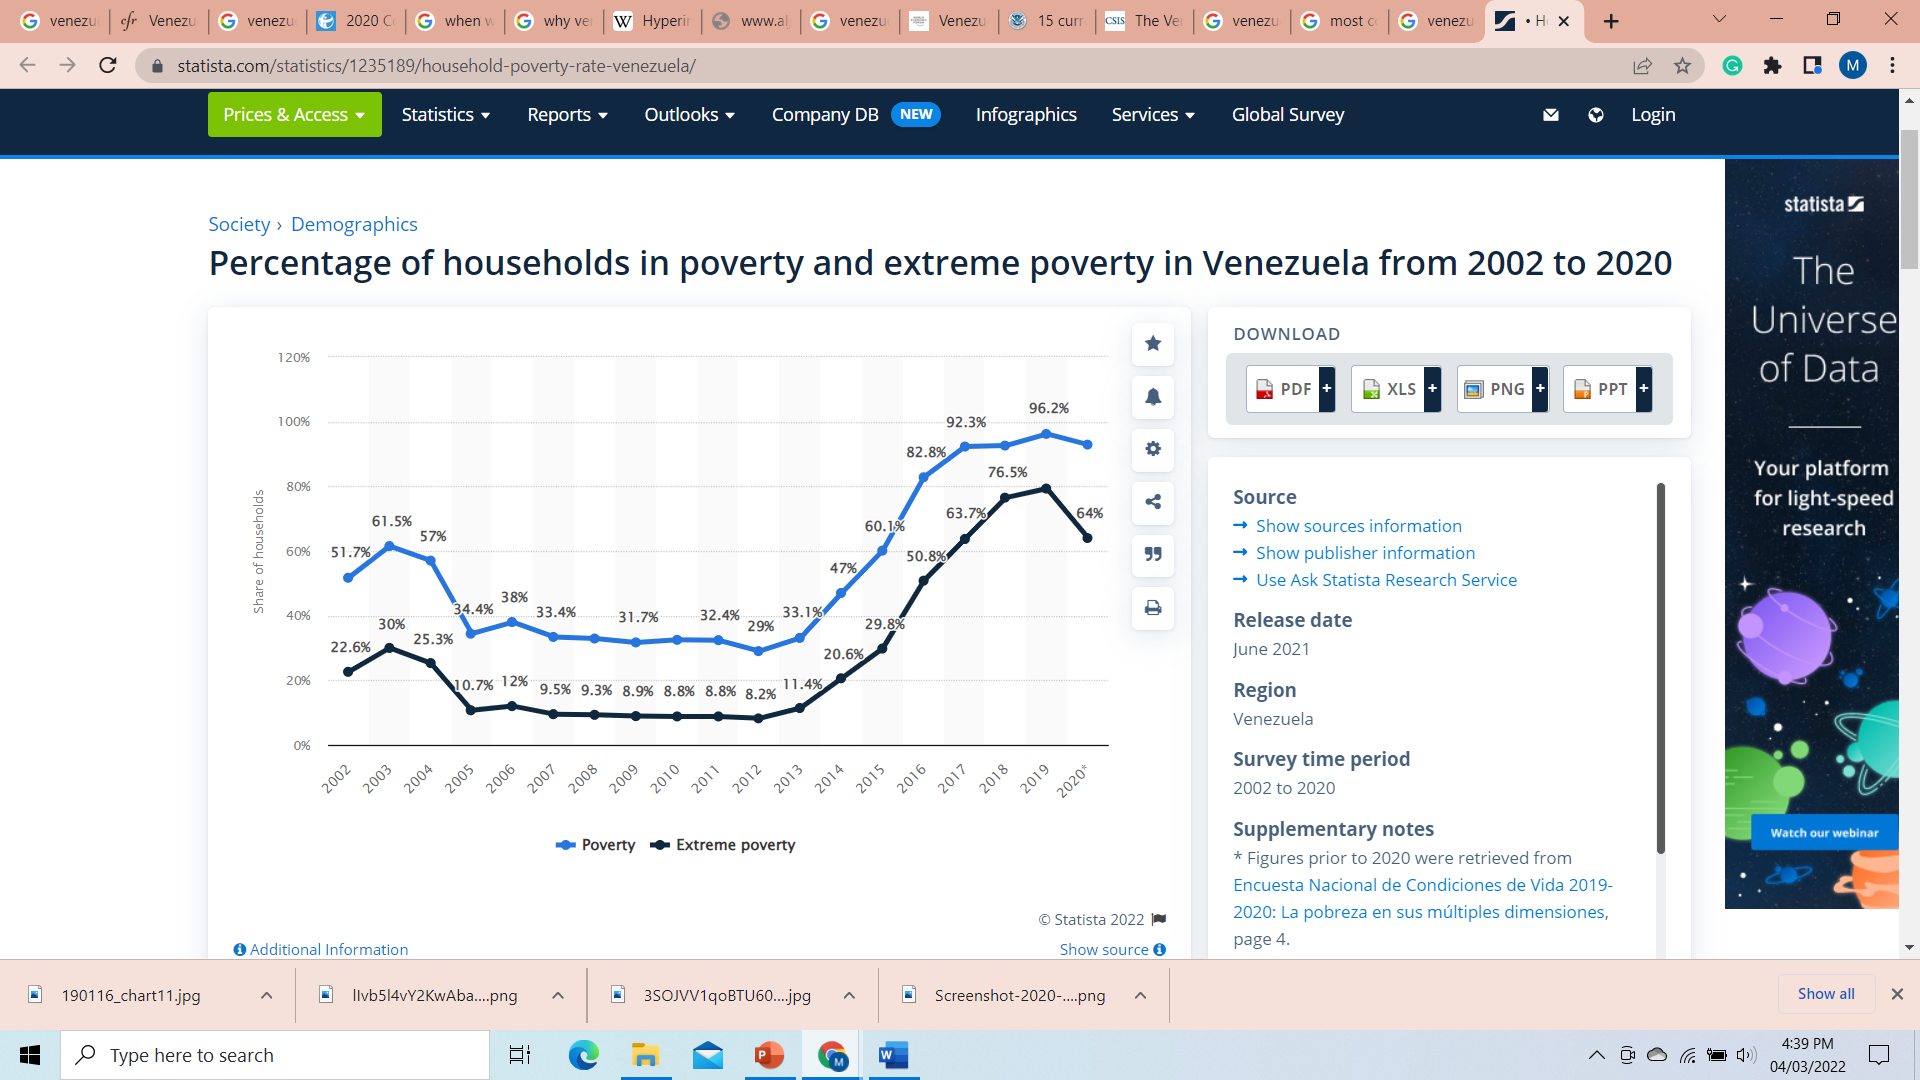 venezu
Venezu
venezu
2020 C
when w
why ve
Hyperin
www.al
venezu
Venezu
15 curr
The Ve
venezu
most c
venezu
• H
statista.com/statistics/1235189/household-poverty-rate-venezuela/
M
Prices & Access
Statistics
Reports
Outlooks
Company DB NEW
Infographics
Services
Global Survey
Login
Society › Demographics
Percentage of households in poverty and extreme poverty in Venezuela from 2002 to 2020
Share of households
120%
100%
80%
60%
40%
20%
0%
51.7%
61.5%
57%
34.4%
38%
33.4%
31.7%
32.4%
29%
33.1%
47%
60.1%
82.8%
92.3%
96.2%
22.6%
30%
25.3%
10.7%
12%
9.5%
9.3%
8.9%
8.8%
8.8%
8.2%
11.4%
20.6%
29.8%
50.8%
63.7%
76.5%
64%
2002
2003
2004
2005
2006
2007
2008
2009
2010
2011
2012
2013
2014
2015
2016
2017
2018
2019
2020*
Poverty
Extreme poverty
© Statista 2022
Additional Information
Show source
DOWNLOAD
PDF +
XLS +
PNG +
PPT +
Source
→ Show sources information
→ Show publisher information
→ Use Ask Statista Research Service
Release date
June 2021
Region
Venezuela
Survey time period
2002 to 2020
Supplementary notes
* Figures prior to 2020 were retrieved from
Encuesta Nacional de Condiciones de Vida 2019-
2020: La pobreza en sus múltiples dimensiones,
page 4.
statista
The
Universe
of Data
Your platform
for light-speed
research
Watch our webinar
190116_chart11.jpg
3SOJVV1qoBTU60....jpg
Screenshot-2020-....png
Show all
Type here to search
4:39 PM
04/03/2022